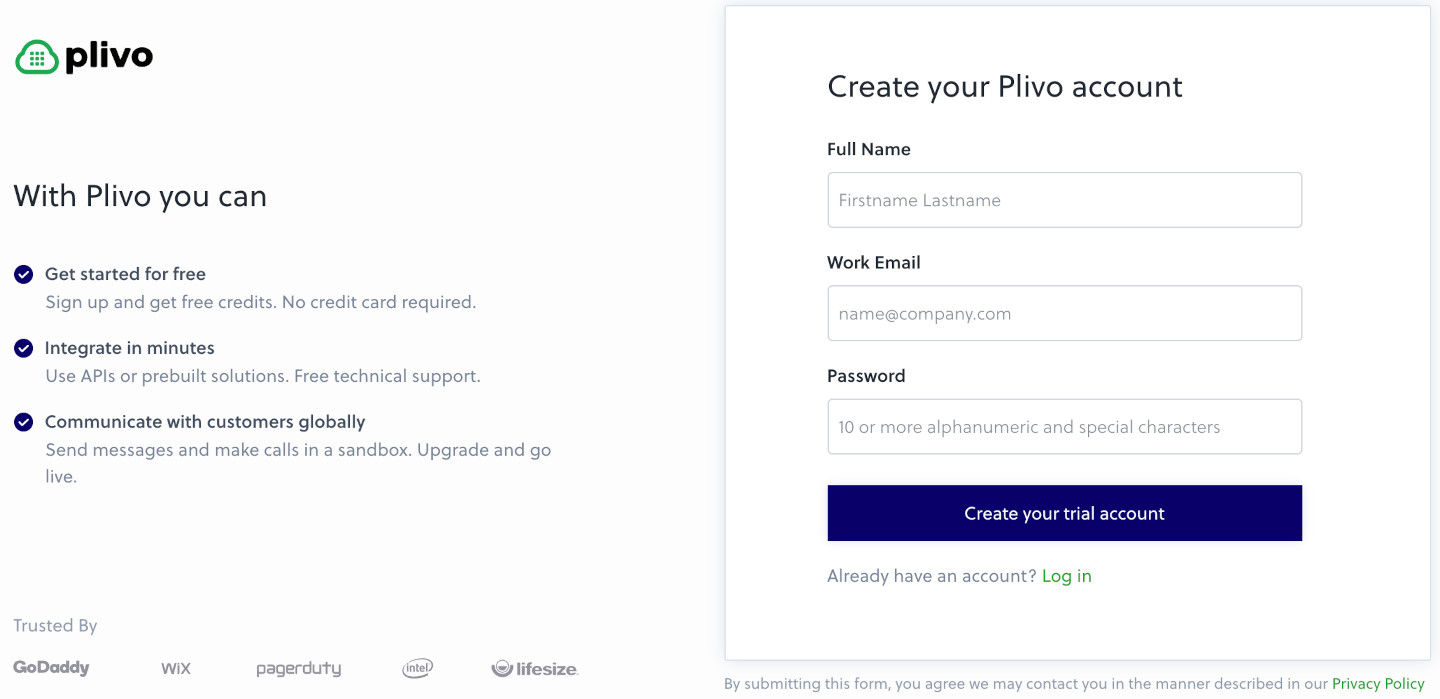 plivo
With Plivo you can
Get started for free
Sign up and get free credits. No credit card required.
Integrate in minutes
Use APIs or prebuilt solutions. Free technical support.
Communicate with customers globally
Send messages and make calls in a sandbox. Upgrade and go
live.
Trusted By
GoDaddy WiX pagerduty intel lifesize
Create your Plivo account
Full Name
Firstname Lastname
Work Email
name@company.com
Password
10 or more alphanumeric and special characters
Create your trial account
Already have an account? Log in
By submitting this form, you agree we may contact you in the manner described in our Privacy Policy